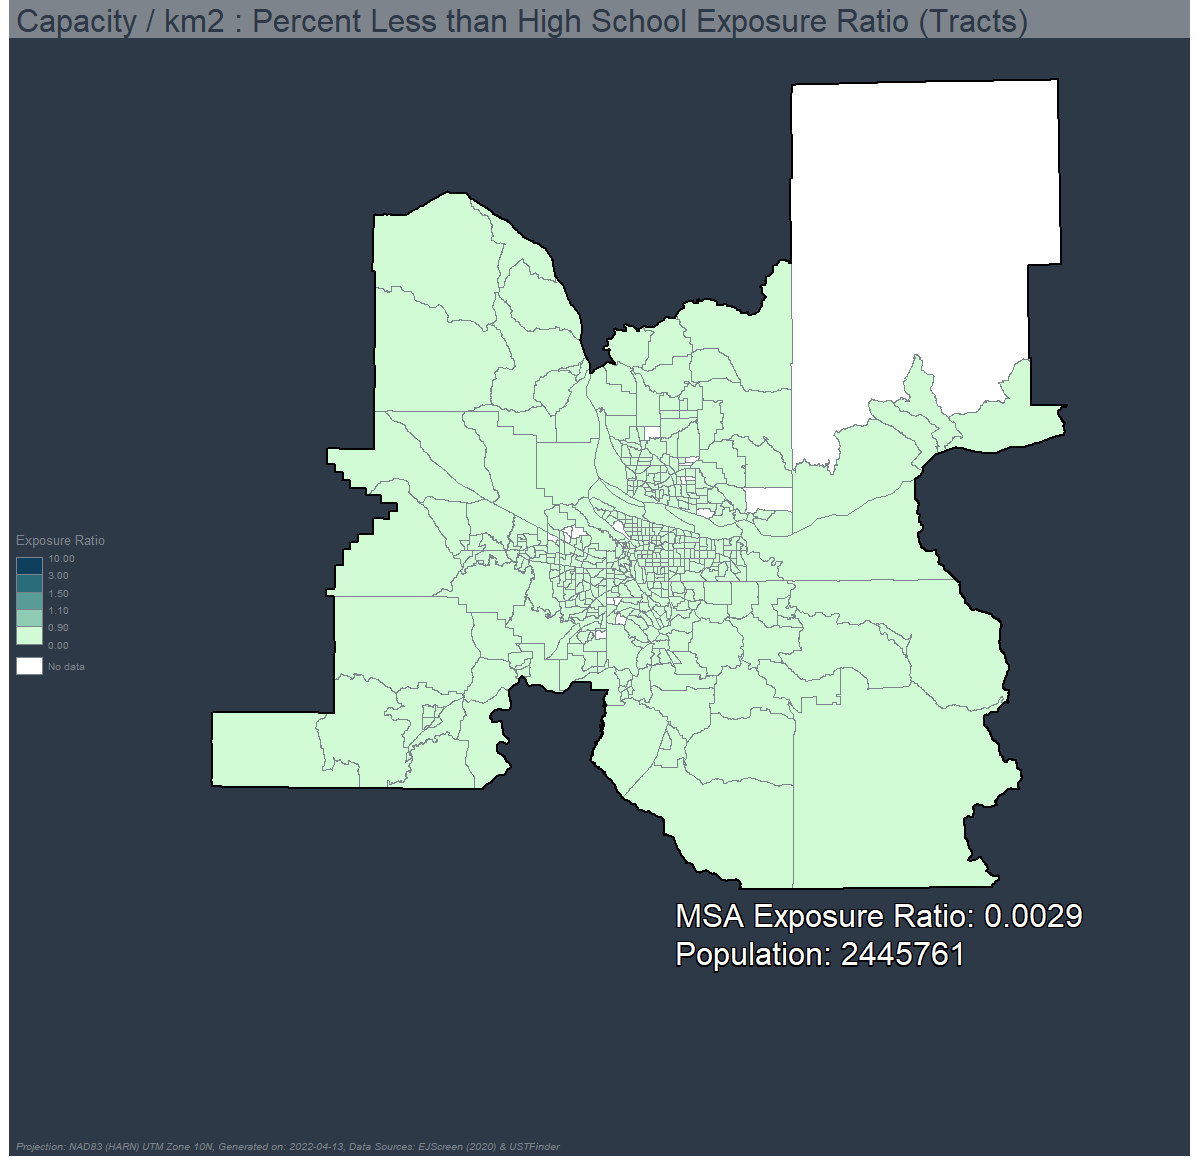 Capacity / km2 : Percent Less than High School Exposure Ratio (Tracts)
Exposure Ratio
10.00
3.00
1.50
1.10
0.90
0.00
No data
MSA Exposure Ratio: 0.0029
Population: 2445761
Projection: NAD83 (HARN) UTM Zone 10N, Generated on: 2022-04-13, Data Sources: EJScreen (2020) & USTFinder